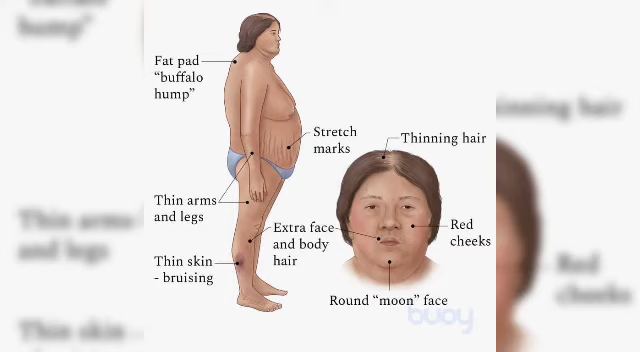 Fat pad
“buffalo
hump”
Stretch
marks
Thinning hair
Thin arms
and legs
Extra face
and body
hair
Red
cheeks
Thin skin
- bruising
Round “moon” face
buoy